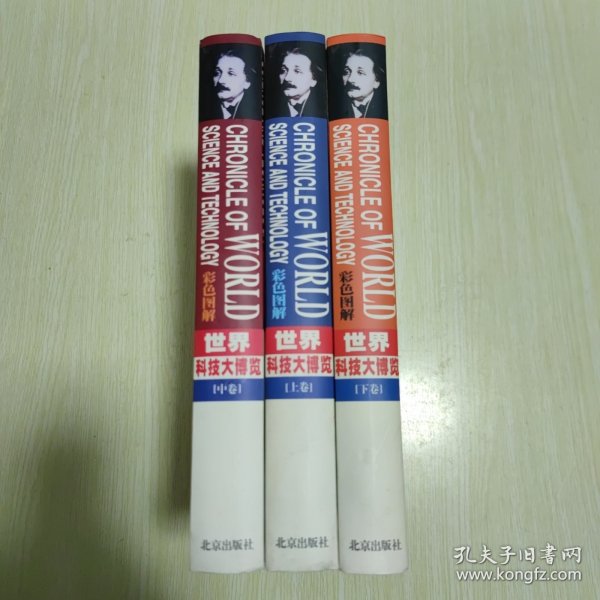 CHRONICLE OF WORLD
SCIENCE AND TECHNOLOGY
彩色图解
世界
科技大博览
[中卷]
北京出版社
CHRONICLE OF WORLD
SCIENCE AND TECHNOLOGY
彩色图解
世界
科技大博览
[上卷]
北京出版社
CHRONICLE OF WORLD
SCIENCE AND TECHNOLOGY
彩色图解
世界
科技大博览
[下卷]
北京出版社
孔夫子旧书网
www.kongfz.com